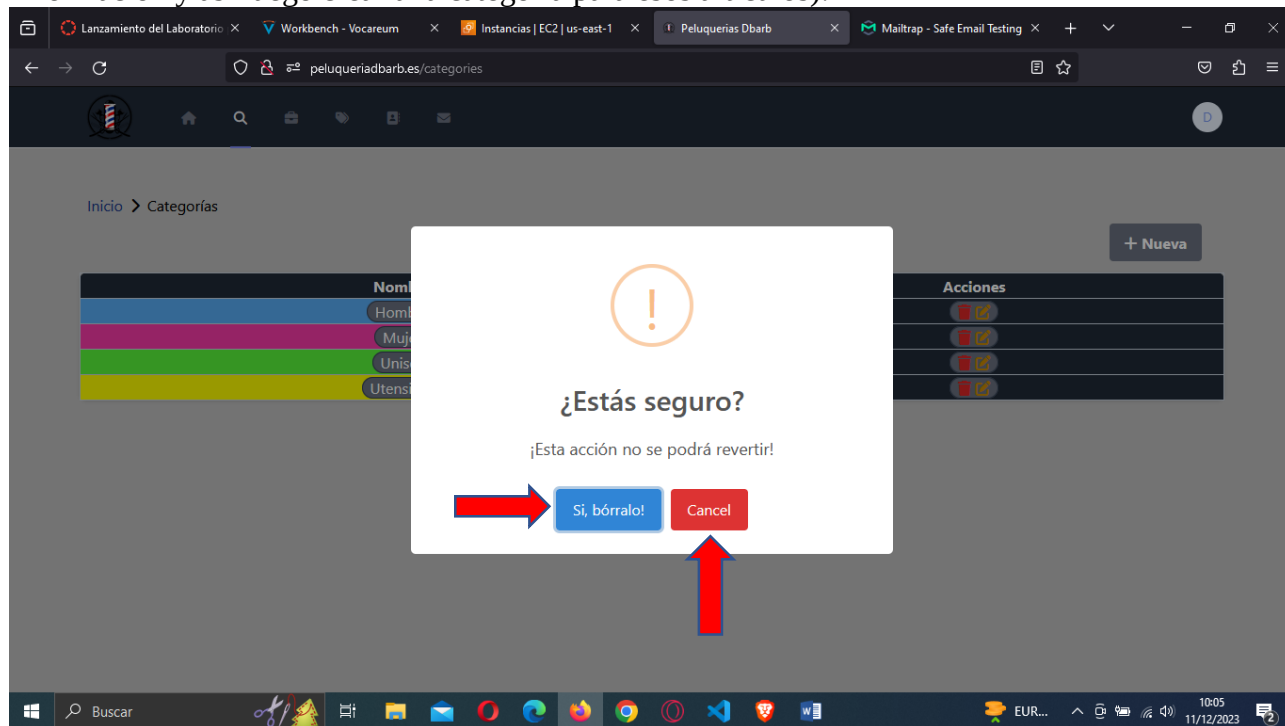 Lanzamiento del Laboratorio
Workbench - Vocareum
Instancias | EC2 | us-east-1
Peluquerias Dbarb
Mailtrap - Safe Email Testing
peluqueriadbarb.es/categories
D
Inicio > Categorías
+ Nueva
Acciones
¿Estás seguro?
¡Esta acción no se podrá revertir!
Si, bórralo!
Cancel
Buscar
EUR...
10:05
11/12/2023